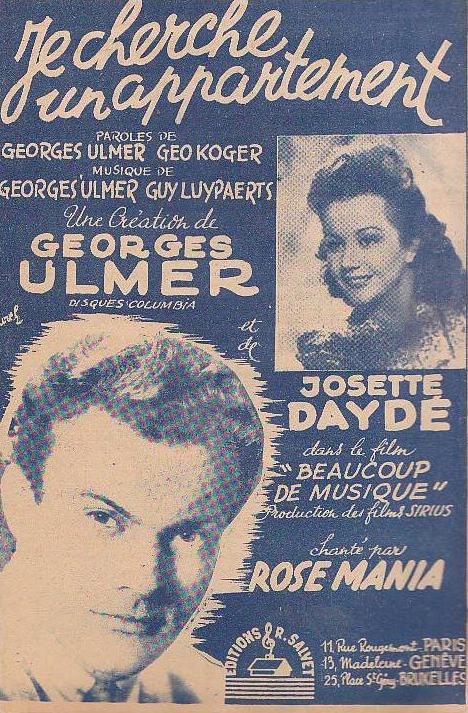 Je cherche
un appartement
PAROLES DE
GEORGES ULMER GEO KOGER
MUSIQUE DE
GEORGES ULMER GUY LUYPAERTS
Une Création de
GEORGES
ULMER
DISQUES COLUMBIA
et
de
JOSETTE
DAYDÉ
dans le film
"BEAUCOUP
DE MUSIQUE"
Production des films SIRIUS
chanté par
ROSE MANIA
EDITIONS R. SALVET
11, Rue Rougemont - PARIS
13, Madeleine - GENÈVE
25, Place St Géry - BRUXELLES